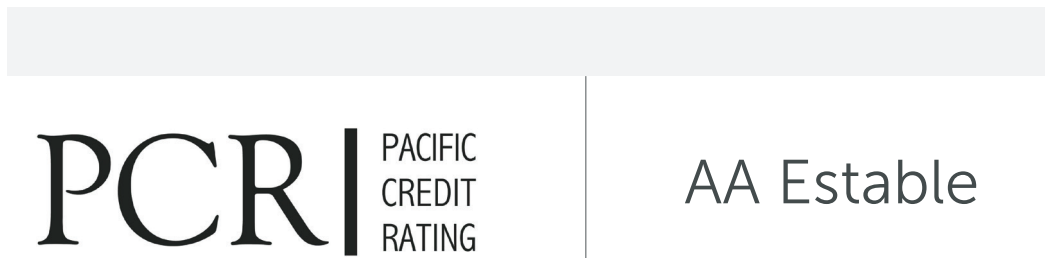 PCR
PACIFIC
CREDIT
RATING
AA Estable